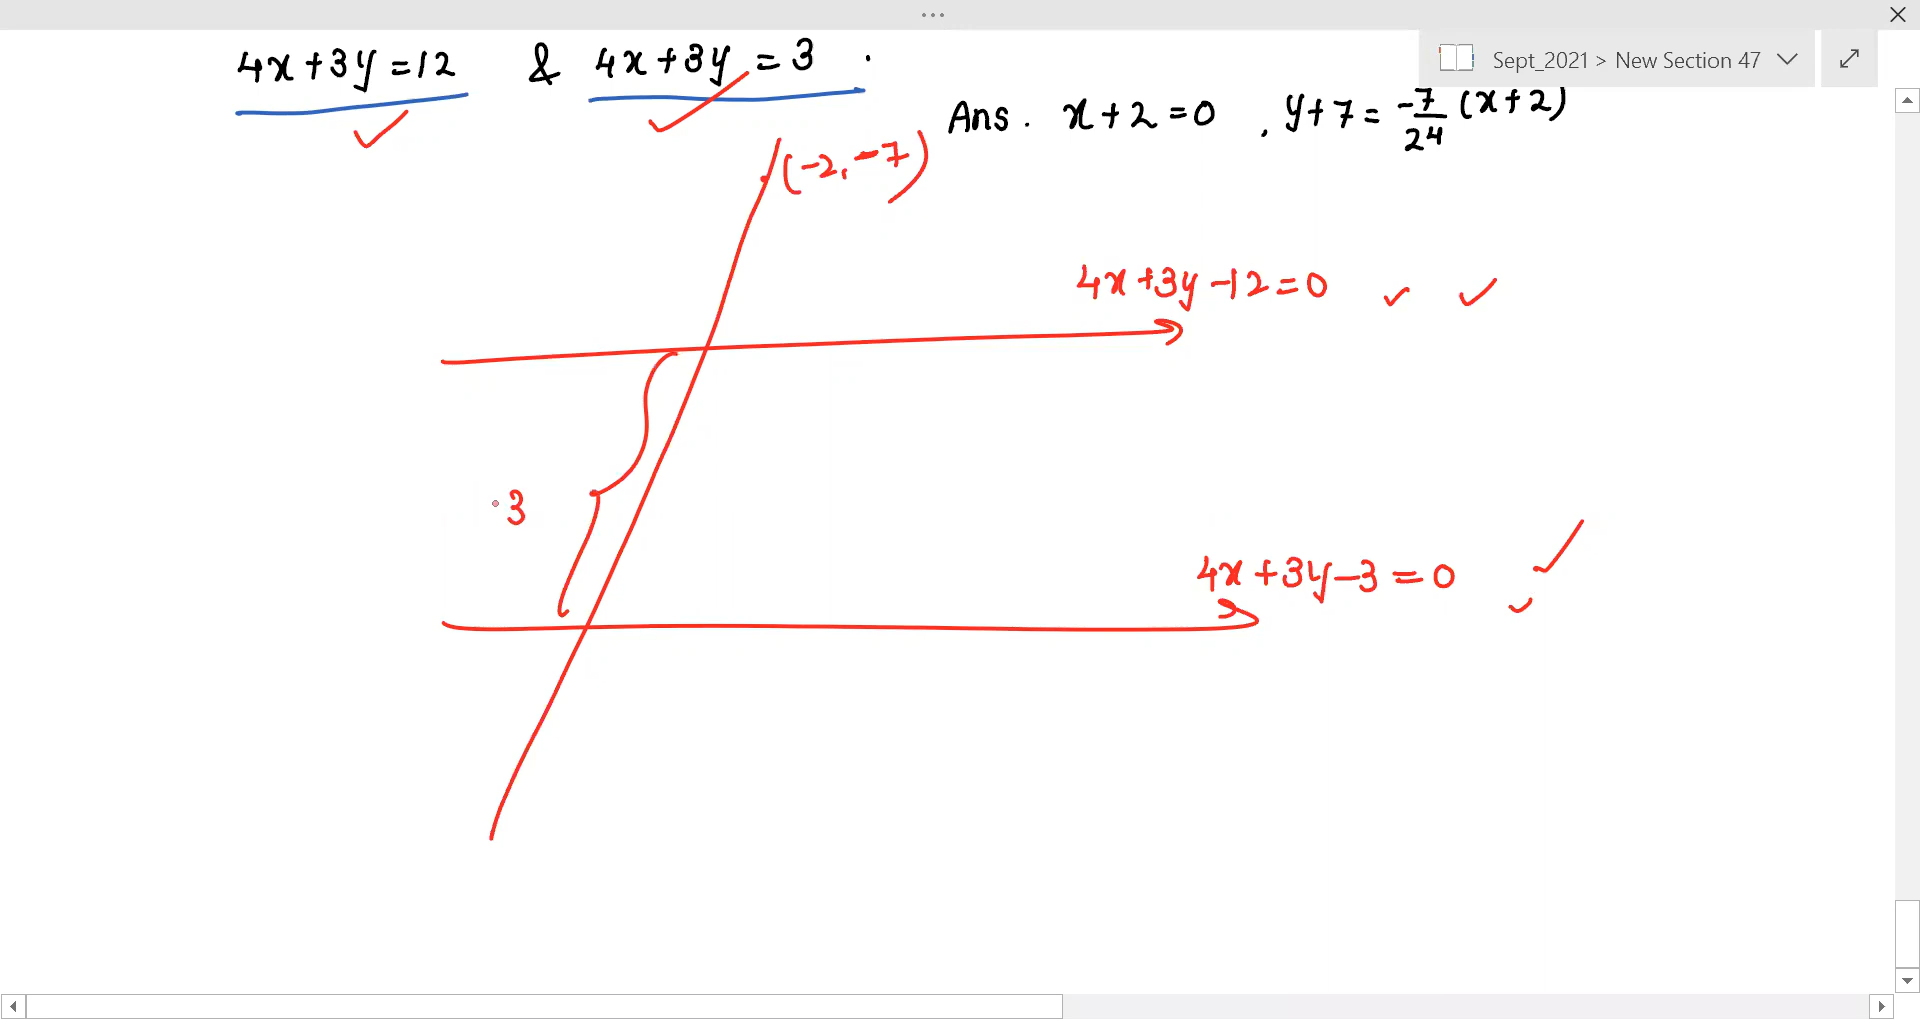 4x+3y=12 & 4x+3y=3 .
Sept_2021 > New Section 47
Ans. x+2=0 , y+7= -7/24 (x+2)
(-2, -7)
4x+3y-12=0
3
4x+3y-3=0